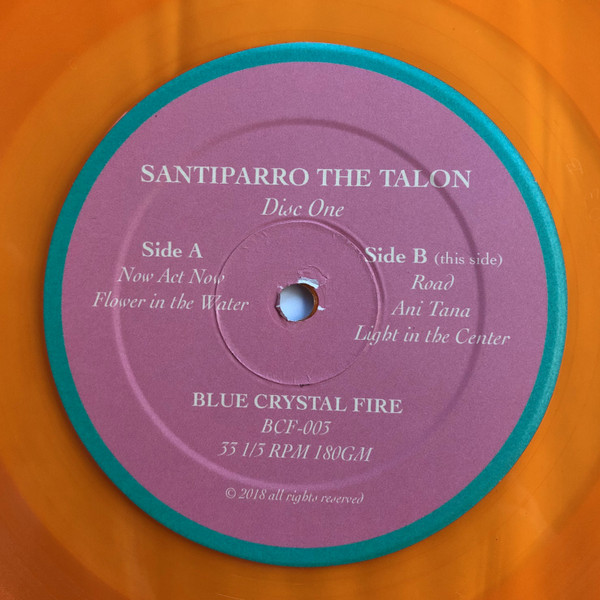 SANTIPARRO THE TALON
Disc One
Side A
Now Act Now
Flower in the Water
Side B (this side)
Road
Ani Tana
Light in the Center
BLUE CRYSTAL FIRE
BCF-003
33 1/3 RPM 180GM
© 2018 all rights reserved